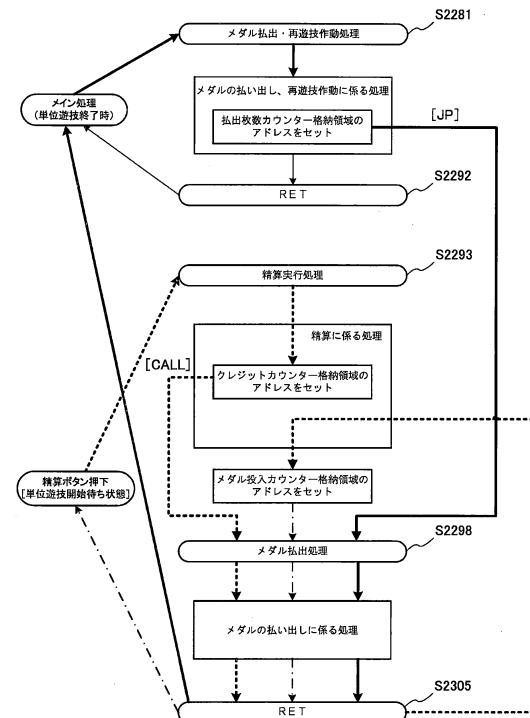 S2281
メダル払出・再遊技作動処理
メダルの払い出し、再遊技作動に係る処理
メイン処理
(単位遊技終了時)
払出枚数カウンター格納領域の
アドレスをセット
[JP]
S2292
RET
S2293
精算実行処理
精算に係る処理
[CALL]
クレジットカウンター格納領域の
アドレスをセット
精算ボタン押下
[単位遊技開始待ち状態]
メダル投入カウンター格納領域の
アドレスをセット
S2298
メダル払出処理
メダルの払い出しに係る処理
S2305
RET